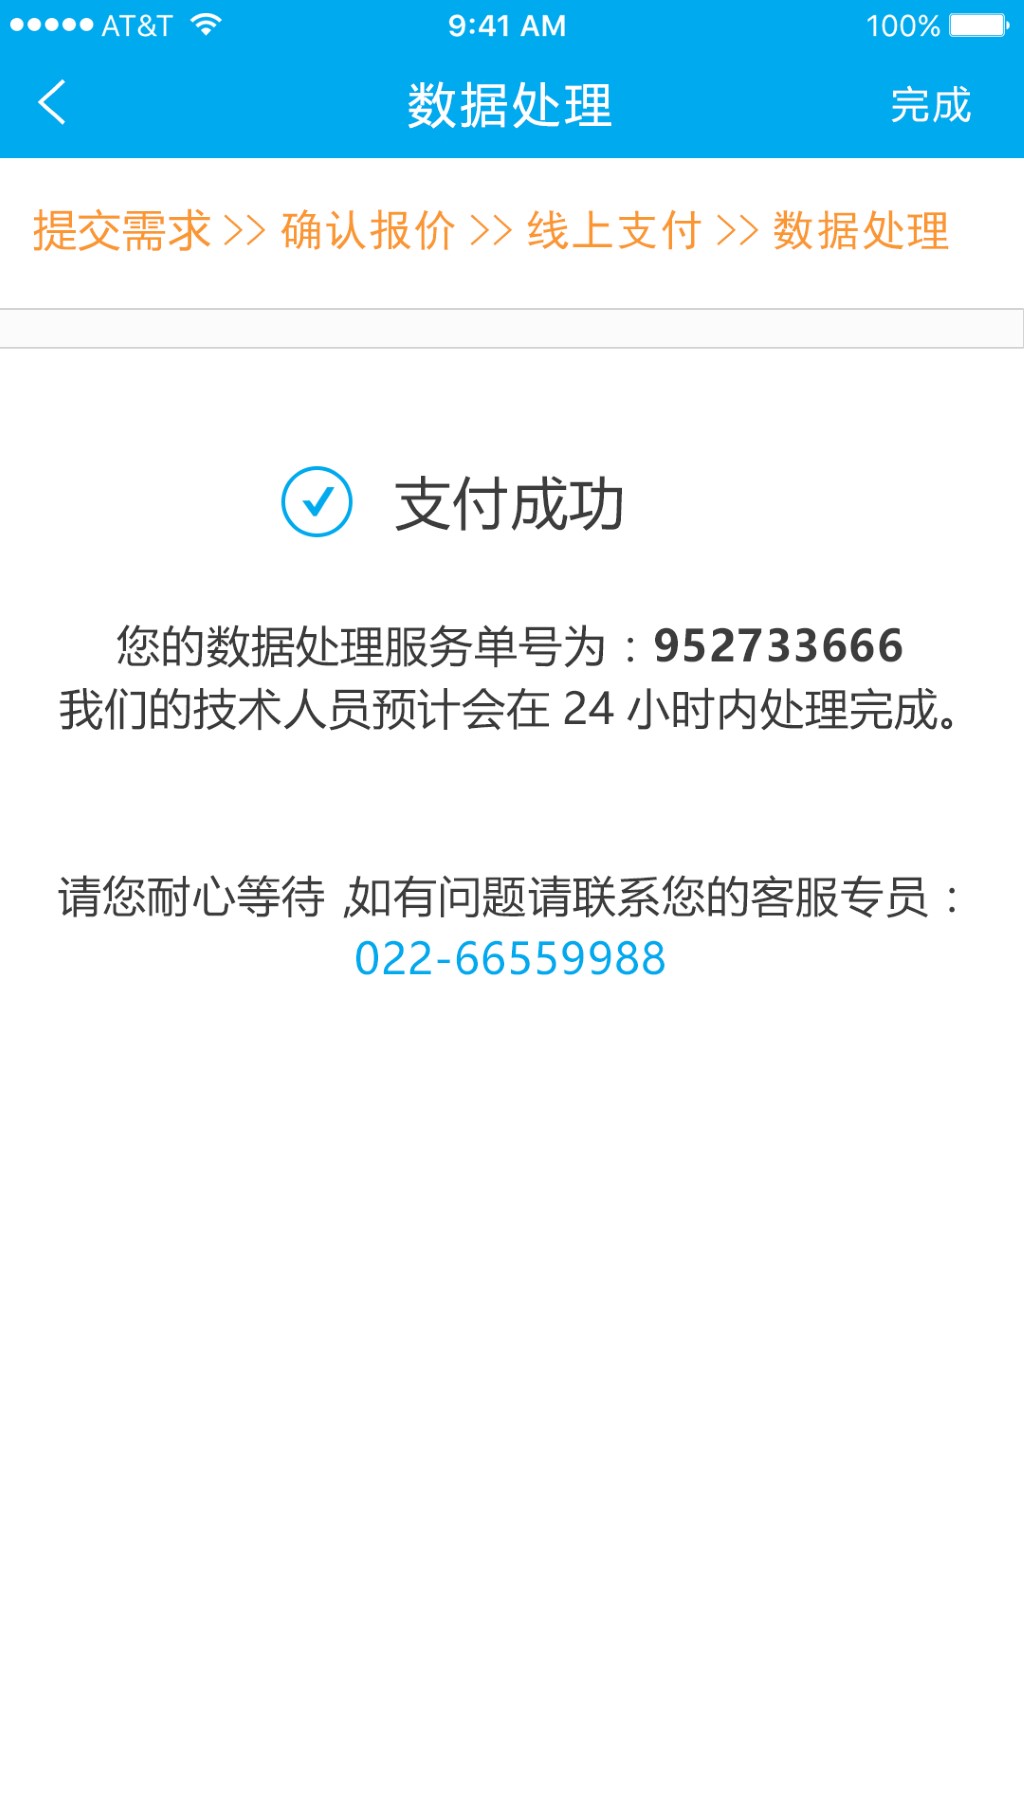 AT&T 9:41 AM 100%
数据处理 完成
提交需求 >> 确认报价 >> 线上支付 >> 数据处理
支付成功
您的数据处理服务单号为：952733666
我们的技术人员预计会在 24 小时内处理完成。
请您耐心等待 ,如有问题请联系您的客服专员：
022-66559988